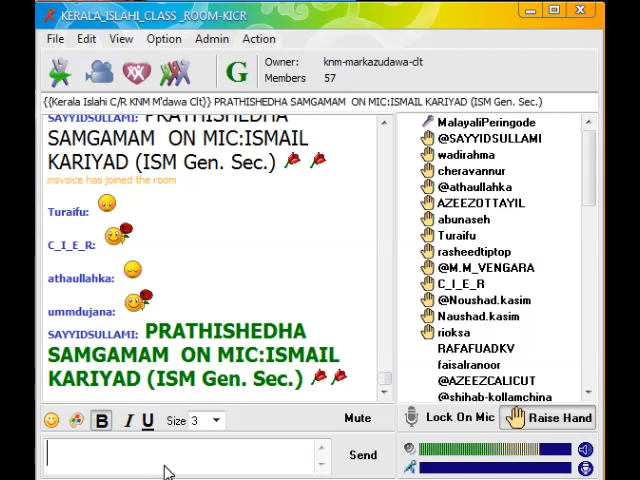 KERALA_ISLAHI_CLASS_ROOM-KICR
File Edit View Option Admin Action
G
Owner: knm-markazudawa-clt
Members 57
{{Kerala Islahi C/R KNM M'dawa Clt}} PRATHISHEDHA SAMGAMAM ON MIC:ISMAIL KARIYAD (ISM Gen. Sec.)
SAYYIDSULLAMI: PRATHISHEDHA
SAMGAMAM ON MIC:ISMAIL
KARIYAD (ISM Gen. Sec.)
msvoice has joined the room
Turaifu:
C_I_E_R:
athaullahka:
ummdujana:
SAYYIDSULLAMI: PRATHISHEDHA
SAMGAMAM ON MIC:ISMAIL
KARIYAD (ISM Gen. Sec.)
MalayaliPeringode
@SAYYIDSULLAMI
wadirahma
cheravannur
@athaullahka
AZEEZOTTAYIL
abunaseh
Turaifu
rasheedtiptop
@M.M_VENGARA
C_I_E_R
@Noushad.kasim
Naushad.kasim
rioksa
RAFAFUADKV
faisalranoor
@AZEEZCALICUT
@shihab-kollamchina
B I U Size 3 Mute
Lock On Mic Raise Hand
Send